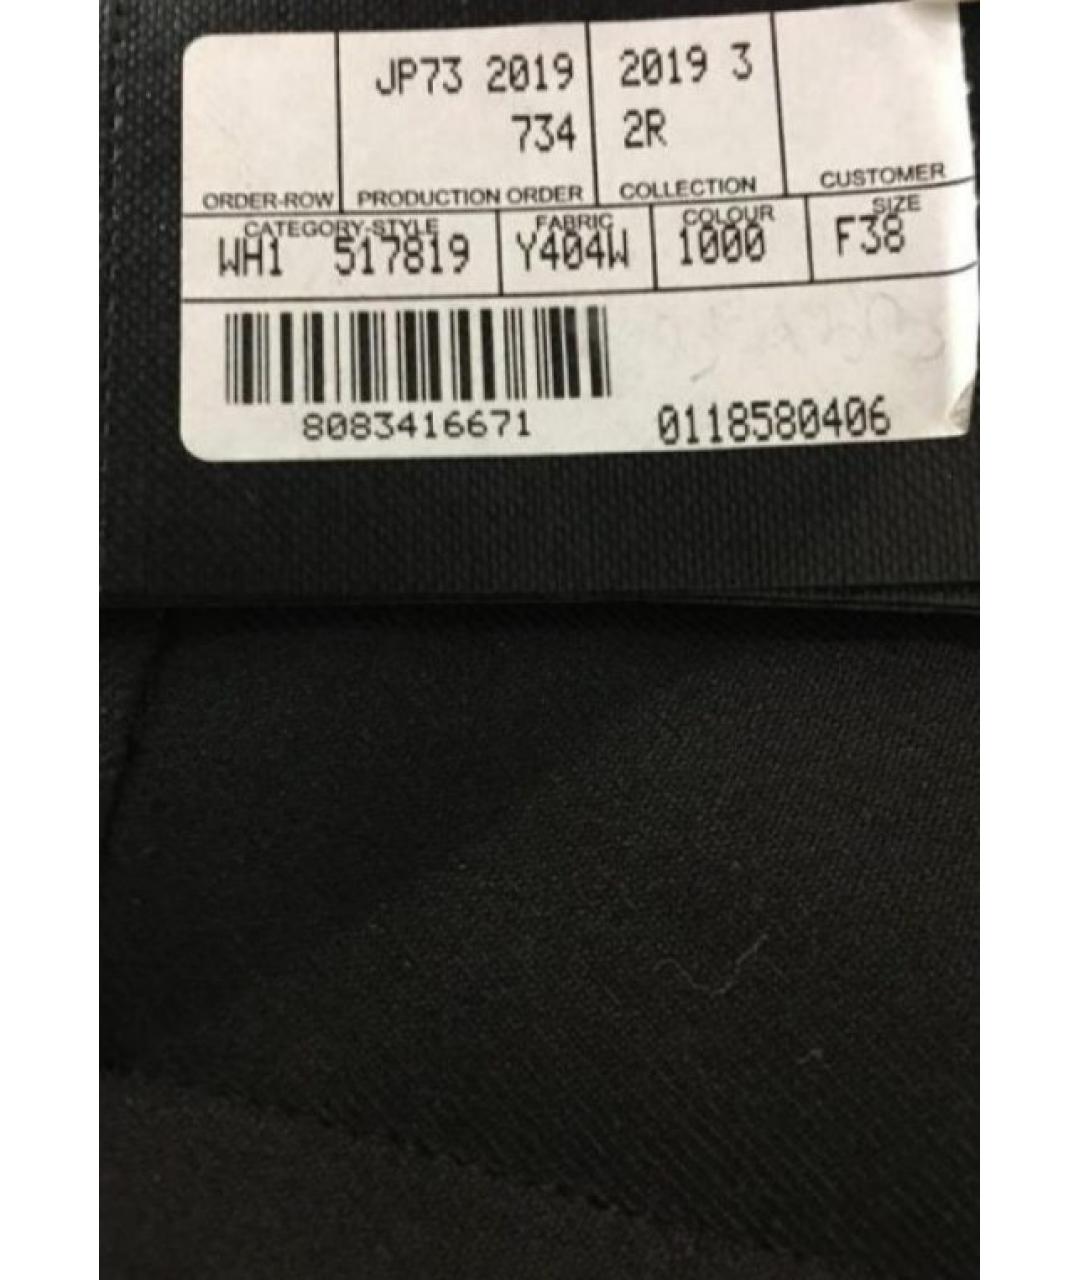 JP73 2019 2019 3
734 2R
ORDER-ROW PRODUCTION ORDER COLLECTION CUSTOMER
CATEGORY-STYLE FABRIC COLOUR SIZE
WH1 517819 Y404W 1000 F38
8083416671 0118580406